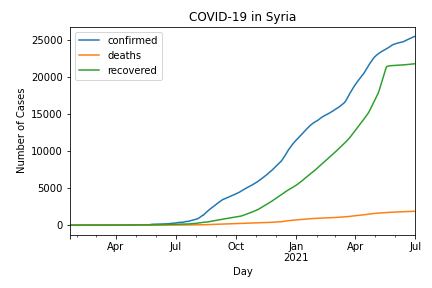 COVID-19 in Syria
confirmed
deaths
recovered
Number of Cases
25000
20000
15000
10000
5000
0
Apr Jul Oct Jan Apr Jul
2021
Day